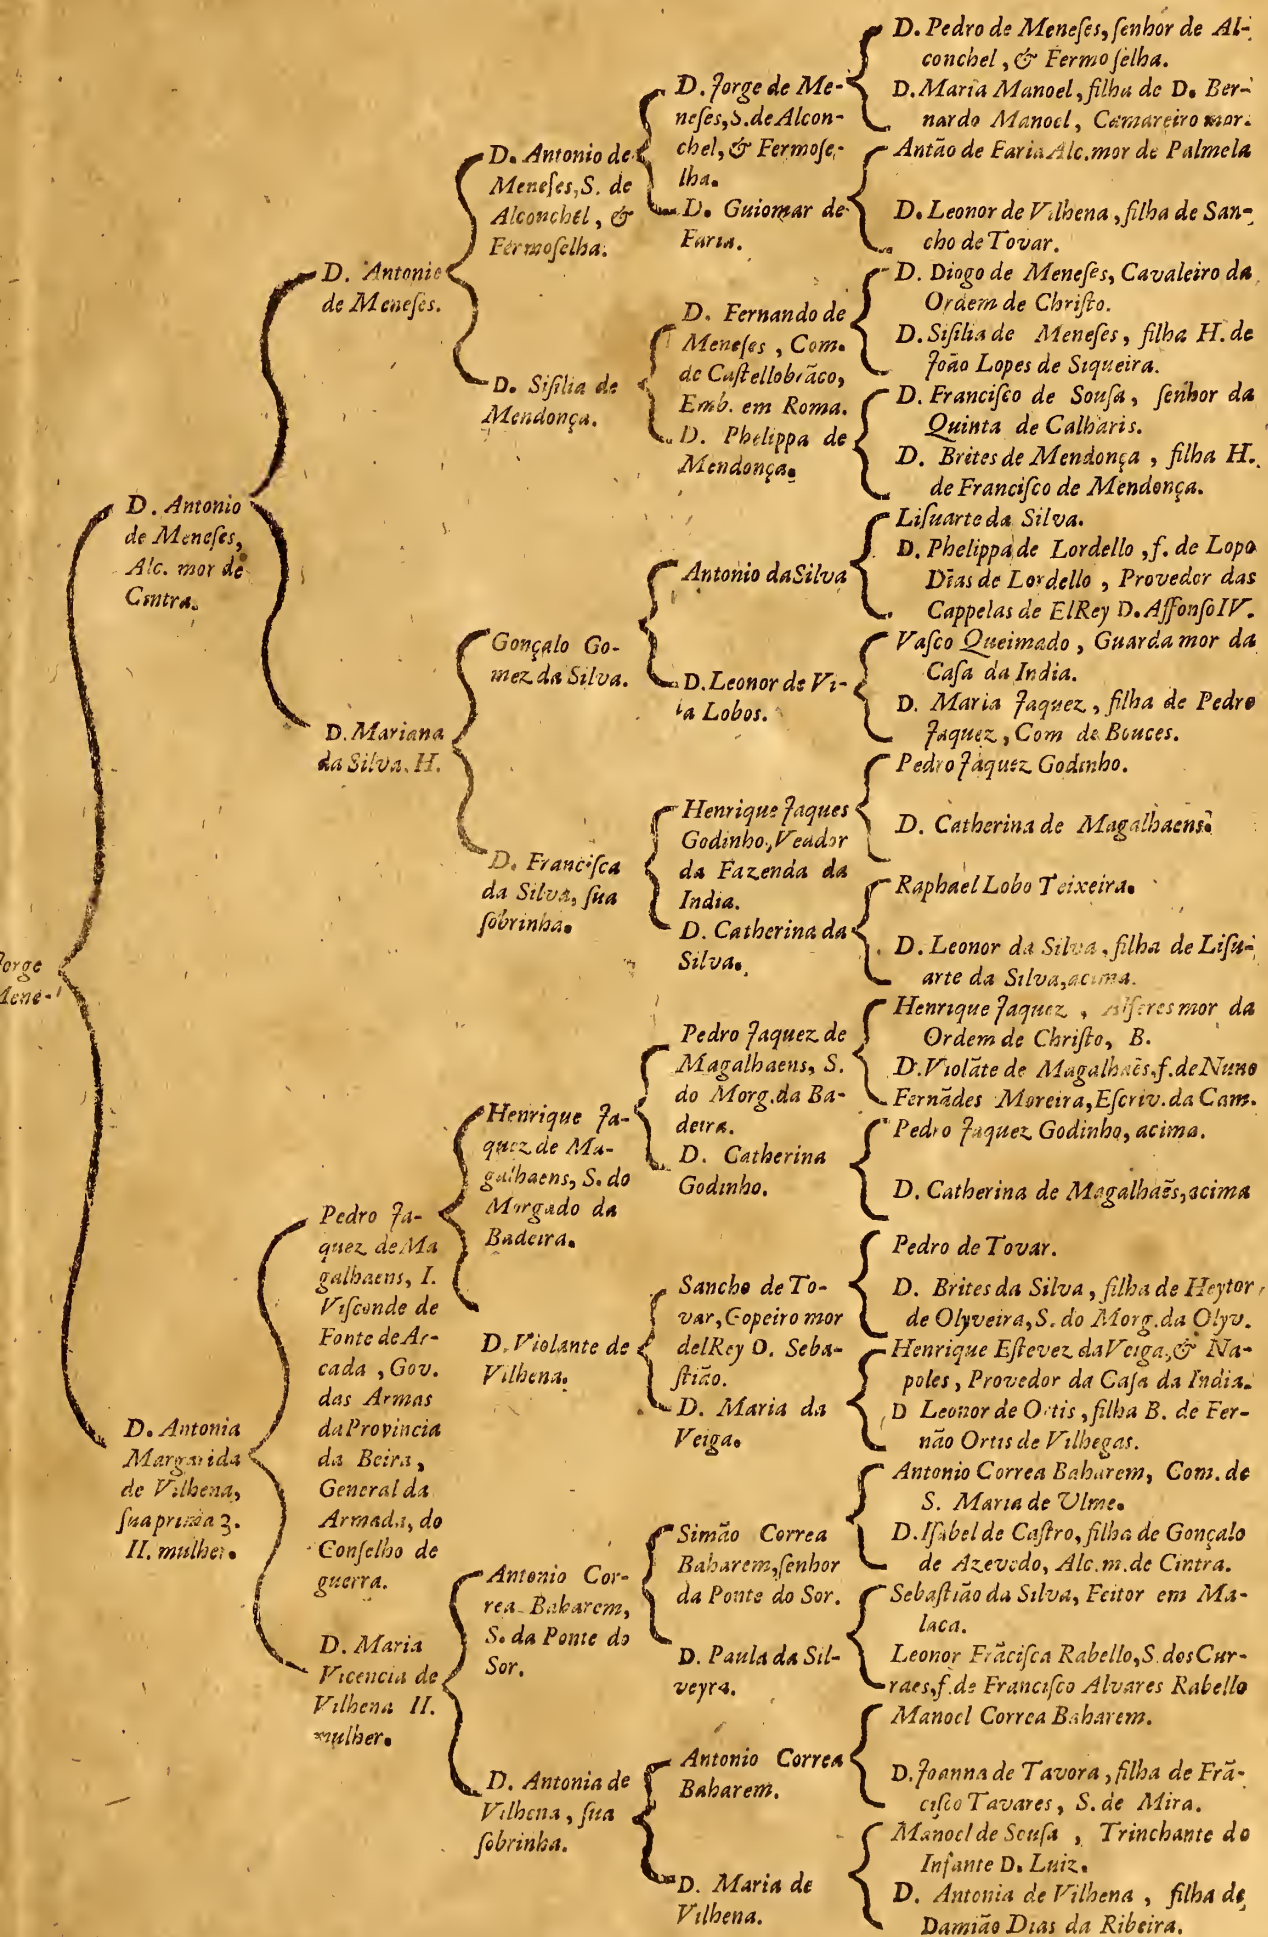 Jorge
Mene-
D. Antonio
de Meneſes,
Alc. mor de
Cintra.
D. Antonia
Margarida
de Vilhena,
ſua prima 3.
II. mulher.
D. Antonio
de Meneſes.
D. Mariana
da Silva. H.
Pedro Ja-
quez de Ma
galhaens, I.
Viſconde de
Fonte de Ar-
cada, Gov.
das Armas
da Provincia
da Beira,
General da
Armada, do
Conſelho de
guerra.
D. Maria
Vicencia de
Vilhena II.
mulher.
D. Antonio de
Meneſes, S. de
Alconchel, &
Fermoſelha.
D. Siſilia de
Mendonça.
Gonçalo Go-
mez da Silva.
D. Franciſca
da Silva, ſua
ſobrinha.
Henrique Ja-
quez de Ma-
galhaens, S. do
Morgado da
Badeira.
D. Violante de
Vilhena.
Antonio Cor-
rea Baharem,
S. da Ponte do
Sor.
D. Antonia de
Vilhena, ſua
ſobrinha.
D. Jorge de Me-
neſes, S. de Alcon-
chel, & Fermoſe-
lha.
D. Guiomar de
Faria.
D. Fernando de
Meneſes, Com.
de Caſtellobrãco,
Emb. em Roma.
D. Phelippa de
Mendonça.
Antonio da Silva
D. Leonor de Vi-
la Lobos.
Henrique Jaques
Godinho, Veador
da Fazenda da
India.
D. Catherina da
Silva.
Pedro Jaquez de
Magalhaens, S.
do Morg. da Ba-
deira.
D. Catherina
Godinho.
Sancho de To-
var, Copeiro mor
delRey D. Seba-
ſtião.
D. Maria da
Veiga.
Simão Correa
Baharem, ſenhor
da Ponte do Sor.
D. Paula da Sil-
veyra.
Antonio Correa
Baharem.
D. Maria de
Vilhena.
D. Pedro de Meneſes, ſenhor de Al-
conchel, & Fermoſelha.
D. Maria Manoel, filha de D. Ber-
nardo Manoel, Camareiro mor.
Antão de Faria Alc. mor de Palmela
D. Leonor de Vilhena, filha de San-
cho de Tovar.
D. Diogo de Meneſes, Cavaleiro da
Ordem de Chriſto.
D. Siſilia de Meneſes, filha H. de
João Lopes de Siqueira.
D. Franciſco de Souſa, ſenhor da
Quinta de Calharis.
D. Brites de Mendonça, filha H.
de Franciſco de Mendonça.
Liſuarte da Silva.
D. Phelippa de Lordello, f. de Lopo
Dias de Lordello, Provedor das
Cappelas de ElRey D. Affonſo IV.
Vaſco Queimado, Guarda mor da
Caſa da India.
D. Maria Jaquez, filha de Pedro
Jaquez, Com de Bouces.
Pedro Jaquez Godinho.
D. Catherina de Magalhaens.
Raphael Lobo Teixeira.
D. Leonor da Silva, filha de Liſu-
arte da Silva, acima.
Henrique Jaquez, Alferes mor da
Ordem de Chriſto, B.
D. Violãte de Magalhaẽs, f. de Nuno
Fernãdes Moreira, Eſcriv. da Cam.
Pedro Jaquez Godinho, acima.
D. Catherina de Magalhaẽs, acima
Pedro de Tovar.
D. Brites da Silva, filha de Heytor
de Olyveira, S. do Morg. da Olyv.
Henrique Eſtevez da Veiga, & Na-
poles, Provedor da Caſa da India.
D Leonor de Ortis, filha B. de Fer-
não Ortis de Vilhegas.
Antonio Correa Baharem, Com. de
S. Maria de Ulme.
D. Iſabel de Caſtro, filha de Gonçalo
de Azevedo, Alc. m. de Cintra.
Sebaſtião da Silva, Feitor em Ma-
laca.
Leonor Frãciſca Rabello, S. dos Cur-
raes, f. de Franciſco Alvares Rabello
Manoel Correa Baharem.
D. Joanna de Tavora, filha de Frã-
ciſco Tavares, S. de Mira.
Manoel de Souſa, Trinchante do
Infante D. Luiz.
D. Antonia de Vilhena, filha de
Damião Dias da Ribeira.